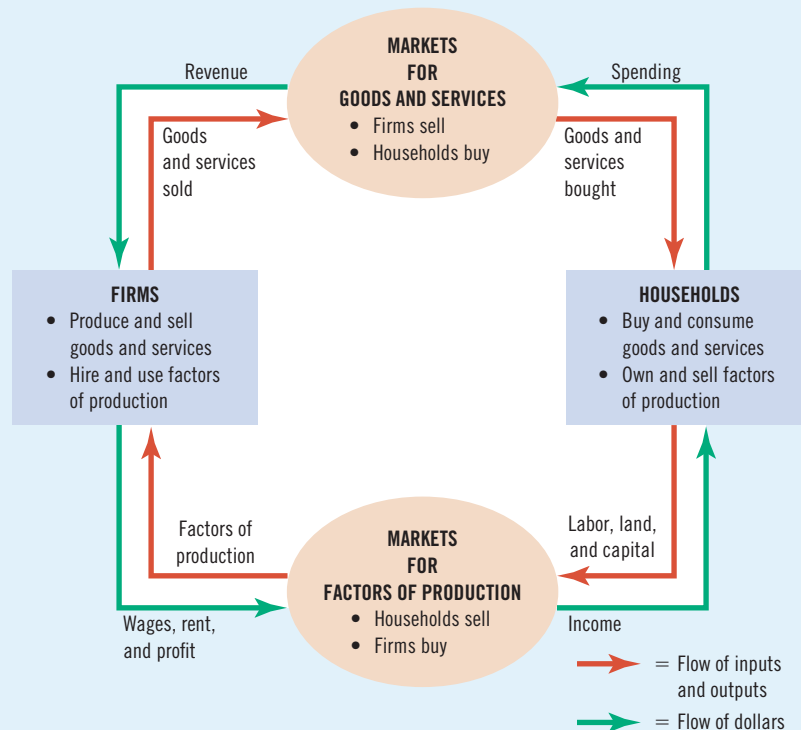 MARKETS
FOR
GOODS AND SERVICES
• Firms sell
• Households buy
Revenue
Spending
Goods
and services
sold
Goods and
services
bought
FIRMS
• Produce and sell
goods and services
• Hire and use factors
of production
HOUSEHOLDS
• Buy and consume
goods and services
• Own and sell factors
of production
Factors of
production
Labor, land,
and capital
MARKETS
FOR
FACTORS OF PRODUCTION
• Households sell
• Firms buy
Wages, rent,
and profit
Income
= Flow of inputs
and outputs
= Flow of dollars